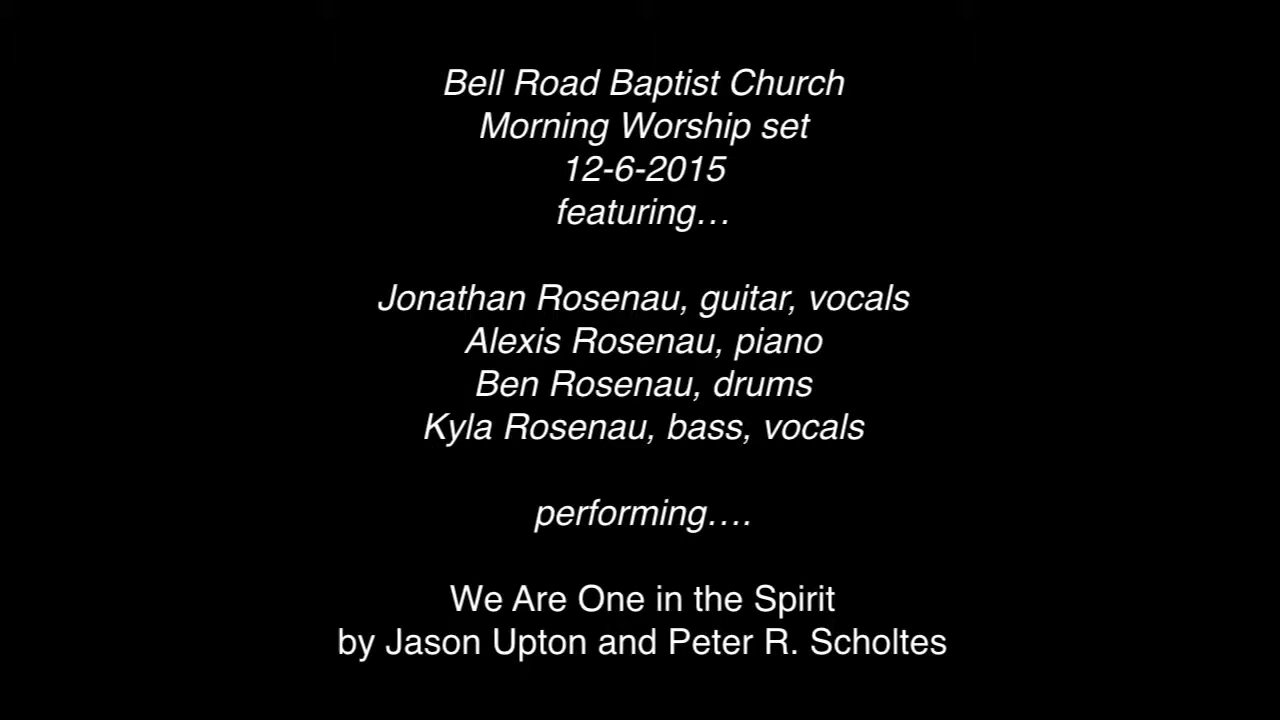 Bell Road Baptist Church
Morning Worship set
12-6-2015
featuring…
Jonathan Rosenau, guitar, vocals
Alexis Rosenau, piano
Ben Rosenau, drums
Kyla Rosenau, bass, vocals
performing….
We Are One in the Spirit
by Jason Upton and Peter R. Scholtes